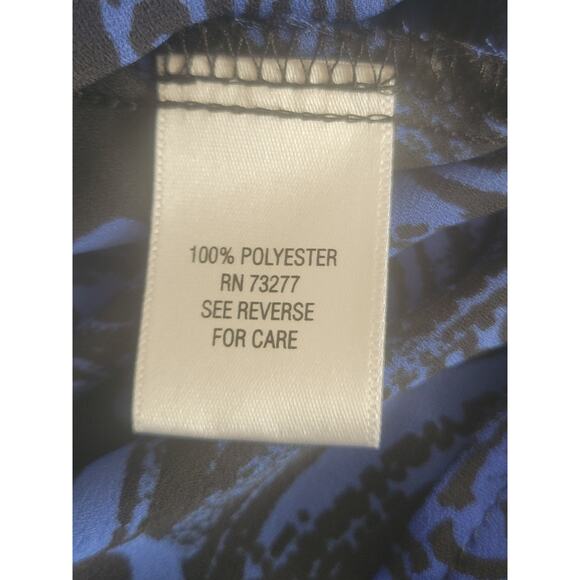 100% POLYESTER
RN 73277
SEE REVERSE
FOR CARE